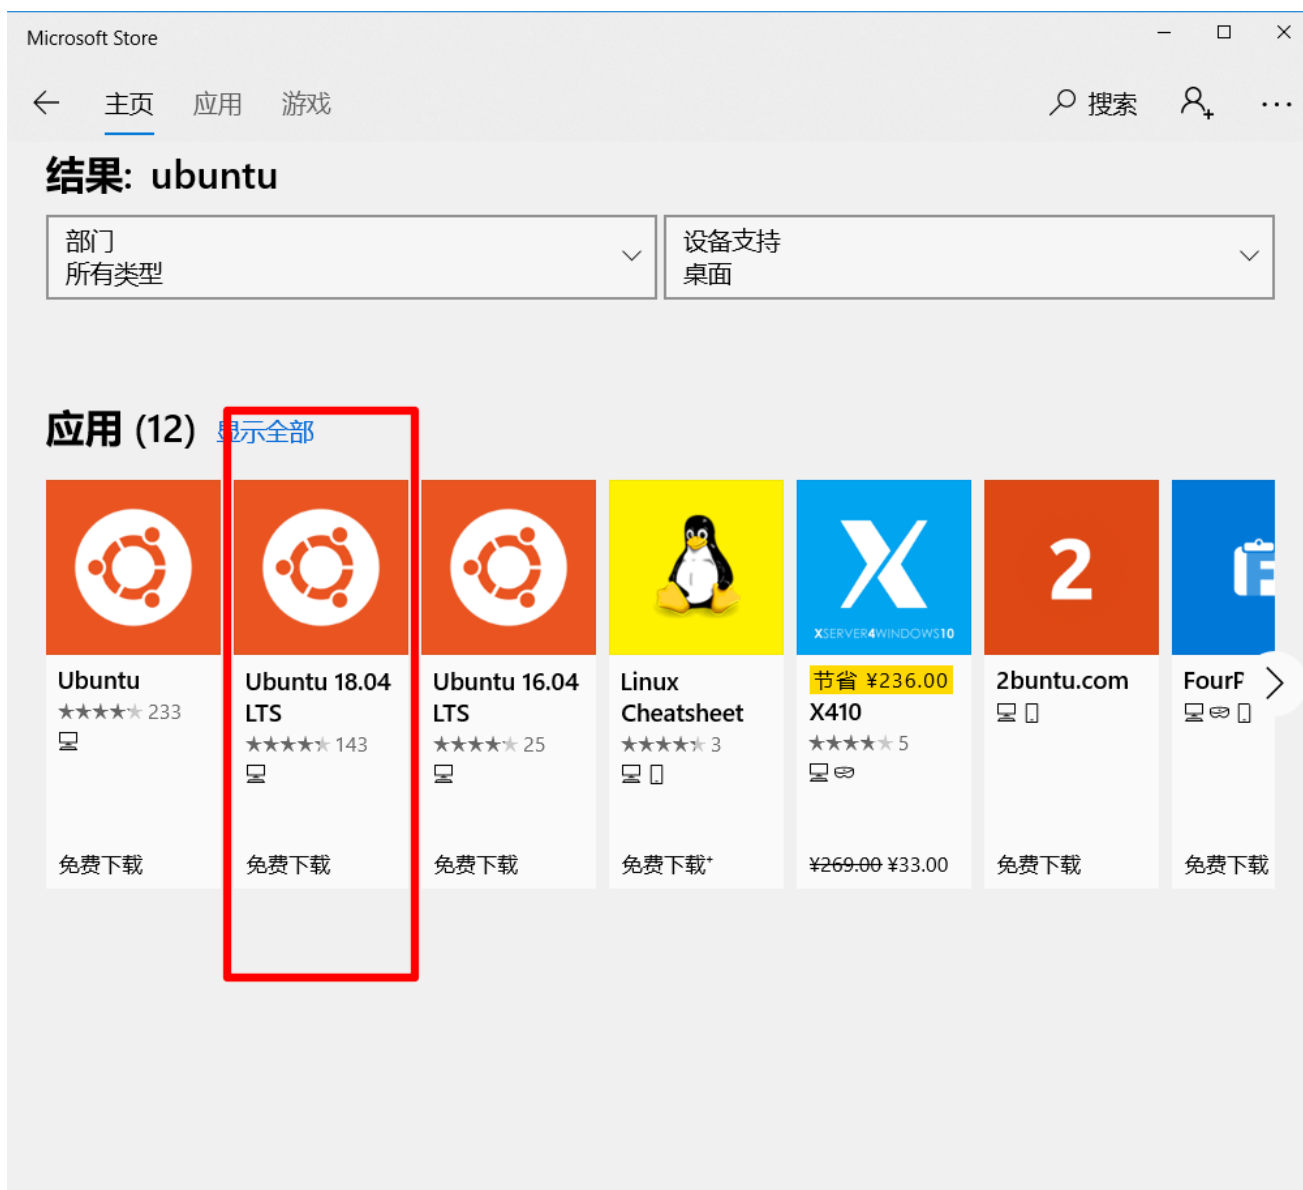 Microsoft Store
主页 应用 游戏 搜索
结果: ubuntu
部门
所有类型
设备支持
桌面
应用 (12) 显示全部
Ubuntu
233
免费下载
Ubuntu 18.04
LTS
143
免费下载
Ubuntu 16.04
LTS
25
免费下载
Linux
Cheatsheet
3
免费下载+
XSERVER4WINDOWS10
节省 ¥236.00
X410
5
¥269.00 ¥33.00
2
2buntu.com
免费下载
F
FourF
免费下载